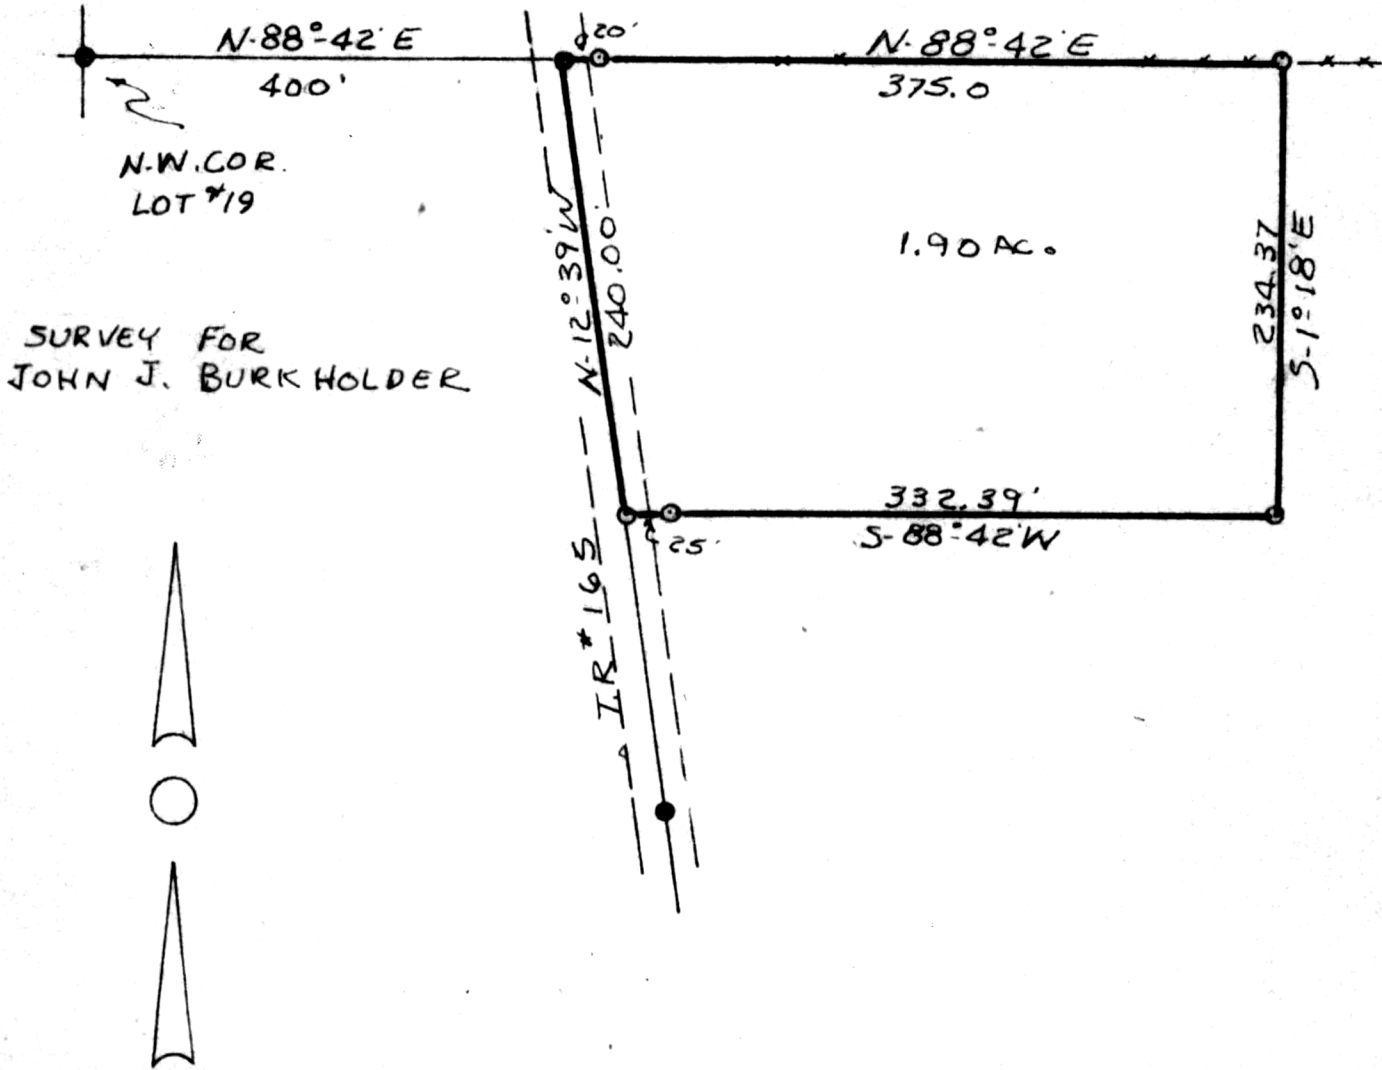 N-88°-42' E
400'
20'
N-88°-42' E
375.0
N.W. COR.
LOT #19
N-12°-39' W
240.00'
1.90 AC.
234.37
S-1°-18' E
SURVEY FOR
JOHN J. BURKHOLDER
332.39'
S-88°-42' W
25'
T.R. #165